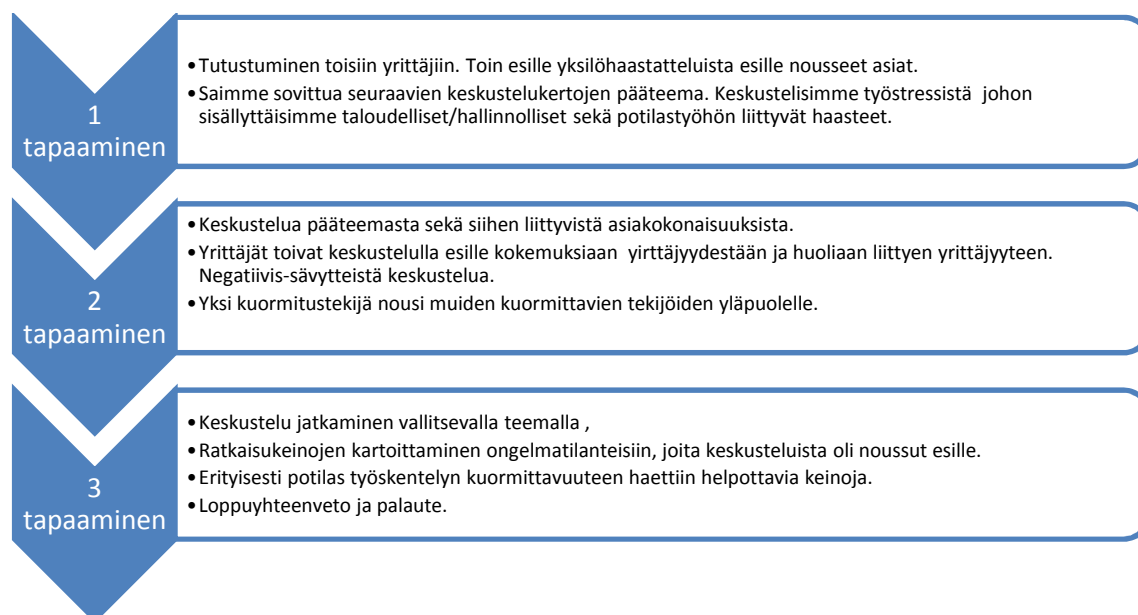 1
tapaaminen
•Tutustuminen toisiin yrittäjiin. Toin esille yksilöhaastatteluista esille nousseet asiat.
•Saimme sovittua seuraavien keskustelukertojen pääteema. Keskustelisimme työstressistä johon
sisällyttäisimme taloudelliset/hallinnolliset sekä potilastyöhön liittyvät haasteet.
2
tapaaminen
•Keskustelua pääteemasta sekä siihen liittyvistä asiakokonaisuuksista.
•Yrittäjät toivat keskustelulla esille kokemuksiaan yirttäjyydestään ja huoliaan liittyen yrittäjyyteen.
Negatiivis-sävytteistä keskustelua.
•Yksi kuormitustekijä nousi muiden kuormittavien tekijöiden yläpuolelle.
3
tapaaminen
•Keskustelu jatkaminen vallitsevalla teemalla ,
•Ratkaisukeinojen kartoittaminen ongelmatilanteisiin, joita keskusteluista oli noussut esille.
•Erityisesti potilas työskentelyn kuormittavuuteen haettiin helpottavia keinoja.
•Loppuyhteenveto ja palaute.